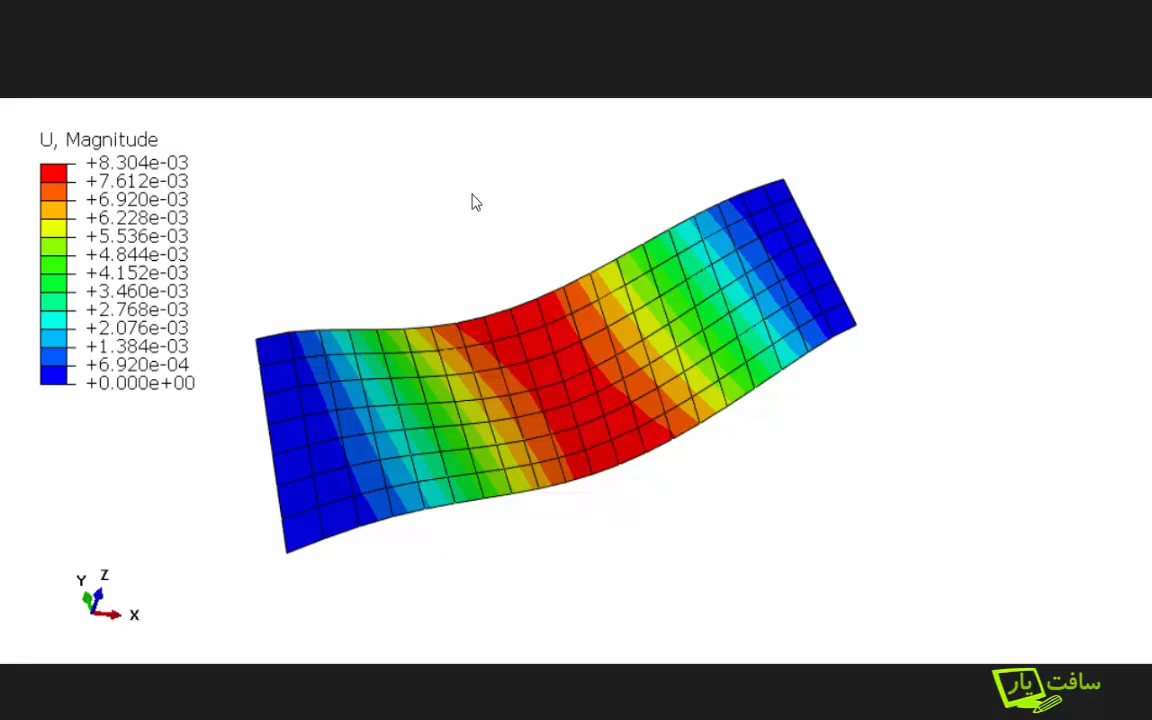 U, Magnitude
+8.304e-03
+7.612e-03
+6.920e-03
+6.228e-03
+5.536e-03
+4.844e-03
+4.152e-03
+3.460e-03
+2.768e-03
+2.076e-03
+1.384e-03
+6.920e-04
+0.000e+00
Y Z
X
سافت یار